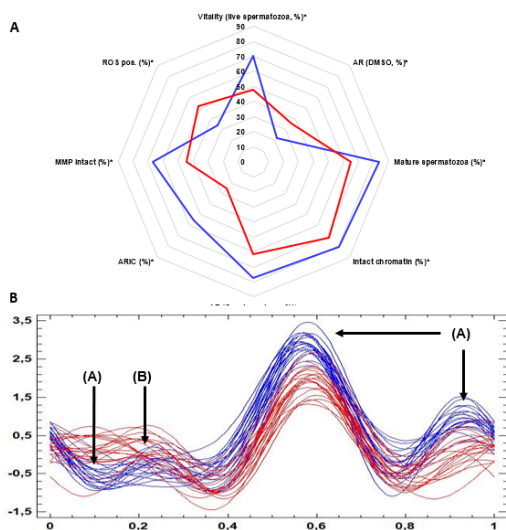 A
Vitality (live spermatozoa, %)*
90
80
70
60
50
40
30
20
10
0
AR (DMSO, %)*
Mature spermatozoa (%)*
Intact chromatin (%)*
ARIC (%)*
MMP Intact (%)*
ROS pos. (%)*
B
3,5
2,5
1,5
0,5
-0,5
-1,5
(A)
(B)
(A)
0
0.2
0.4
0.6
0.8
1